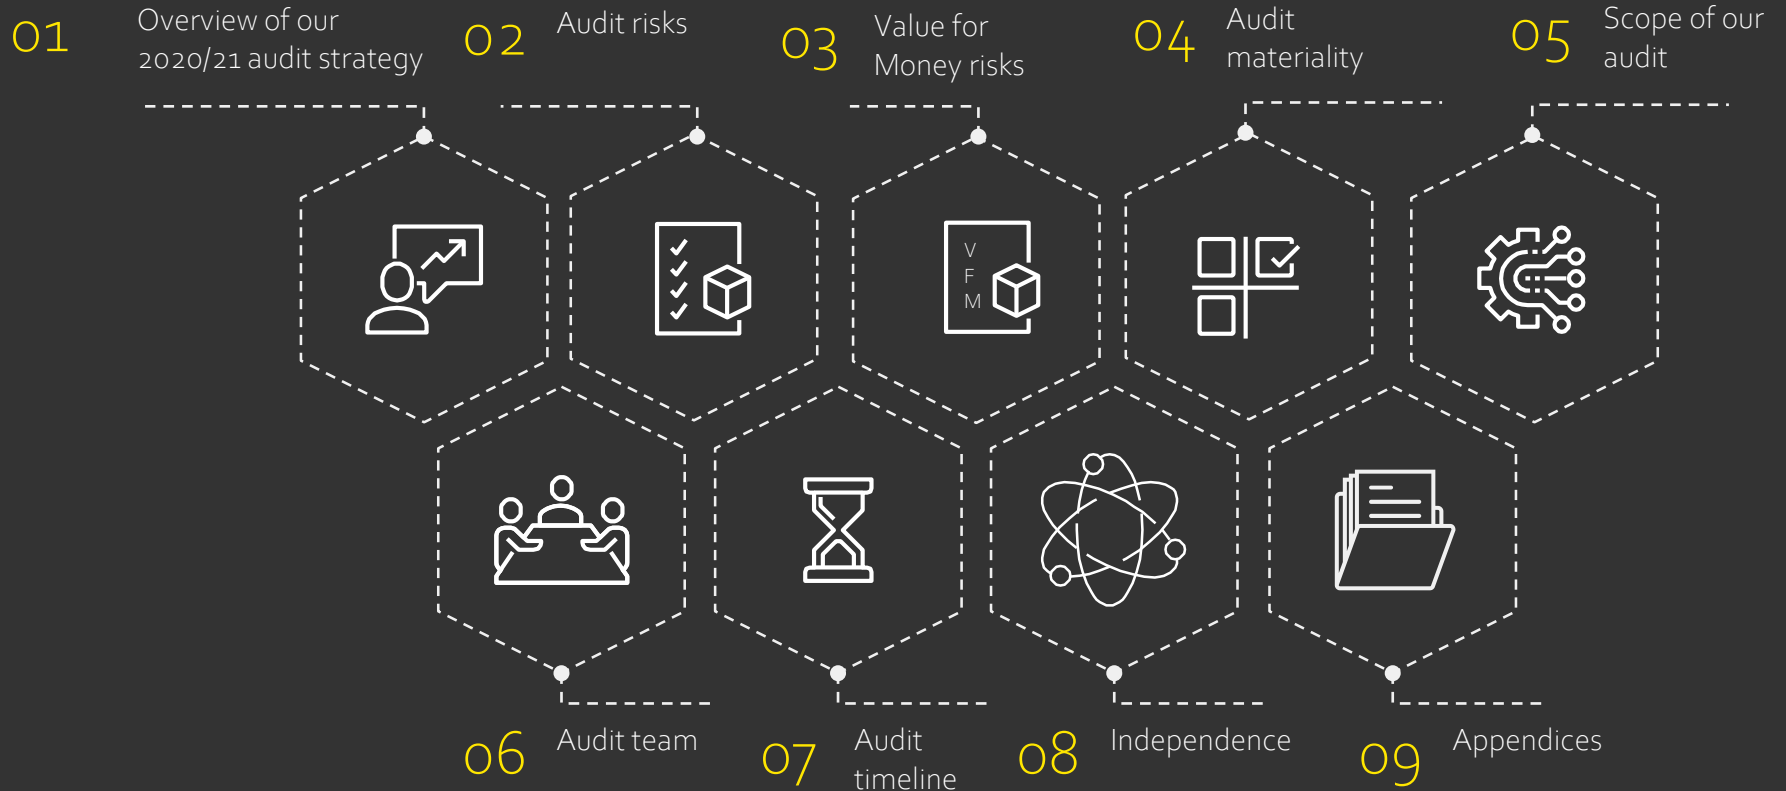 01
Overview of our
2020/21 audit strategy
02
Audit risks
03
Value for
Money risks
04
Audit
materiality
05
Scope of our
audit
V
F
M
06
Audit team
07
Audit
timeline
08
Independence
09
Appendices